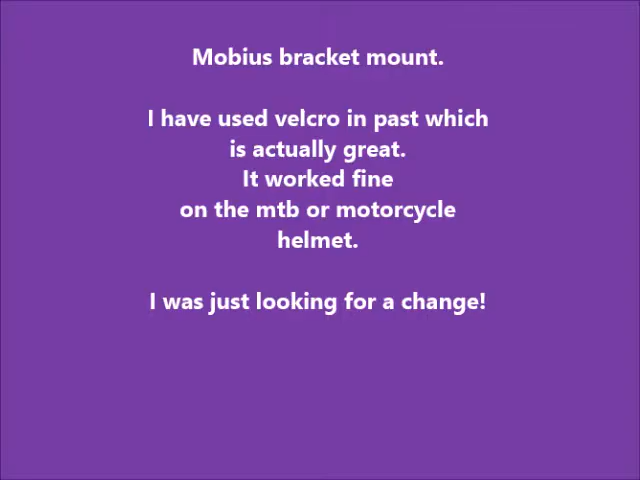 Mobius bracket mount.
I have used velcro in past which
is actually great.
It worked fine
on the mtb or motorcycle
helmet.
I was just looking for a change!